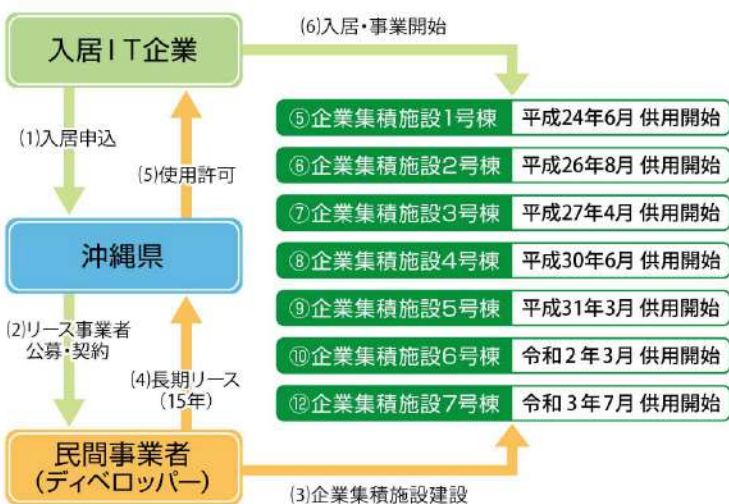 (6)入居・事業開始
入居IT企業
(1)入居申込
(5)使用許可
沖縄県
(2)リース事業者
公募・契約
(4)長期リース
(15年)
民間事業者
(ディベロッパー)
(3)企業集積施設建設
⑤企業集積施設1号棟 平成24年6月 供用開始
⑥企業集積施設2号棟 平成26年8月 供用開始
⑦企業集積施設3号棟 平成27年4月 供用開始
⑧企業集積施設4号棟 平成30年6月 供用開始
⑨企業集積施設5号棟 平成31年3月 供用開始
⑩企業集積施設6号棟 令和2年3月 供用開始
⑫企業集積施設7号棟 令和3年7月 供用開始